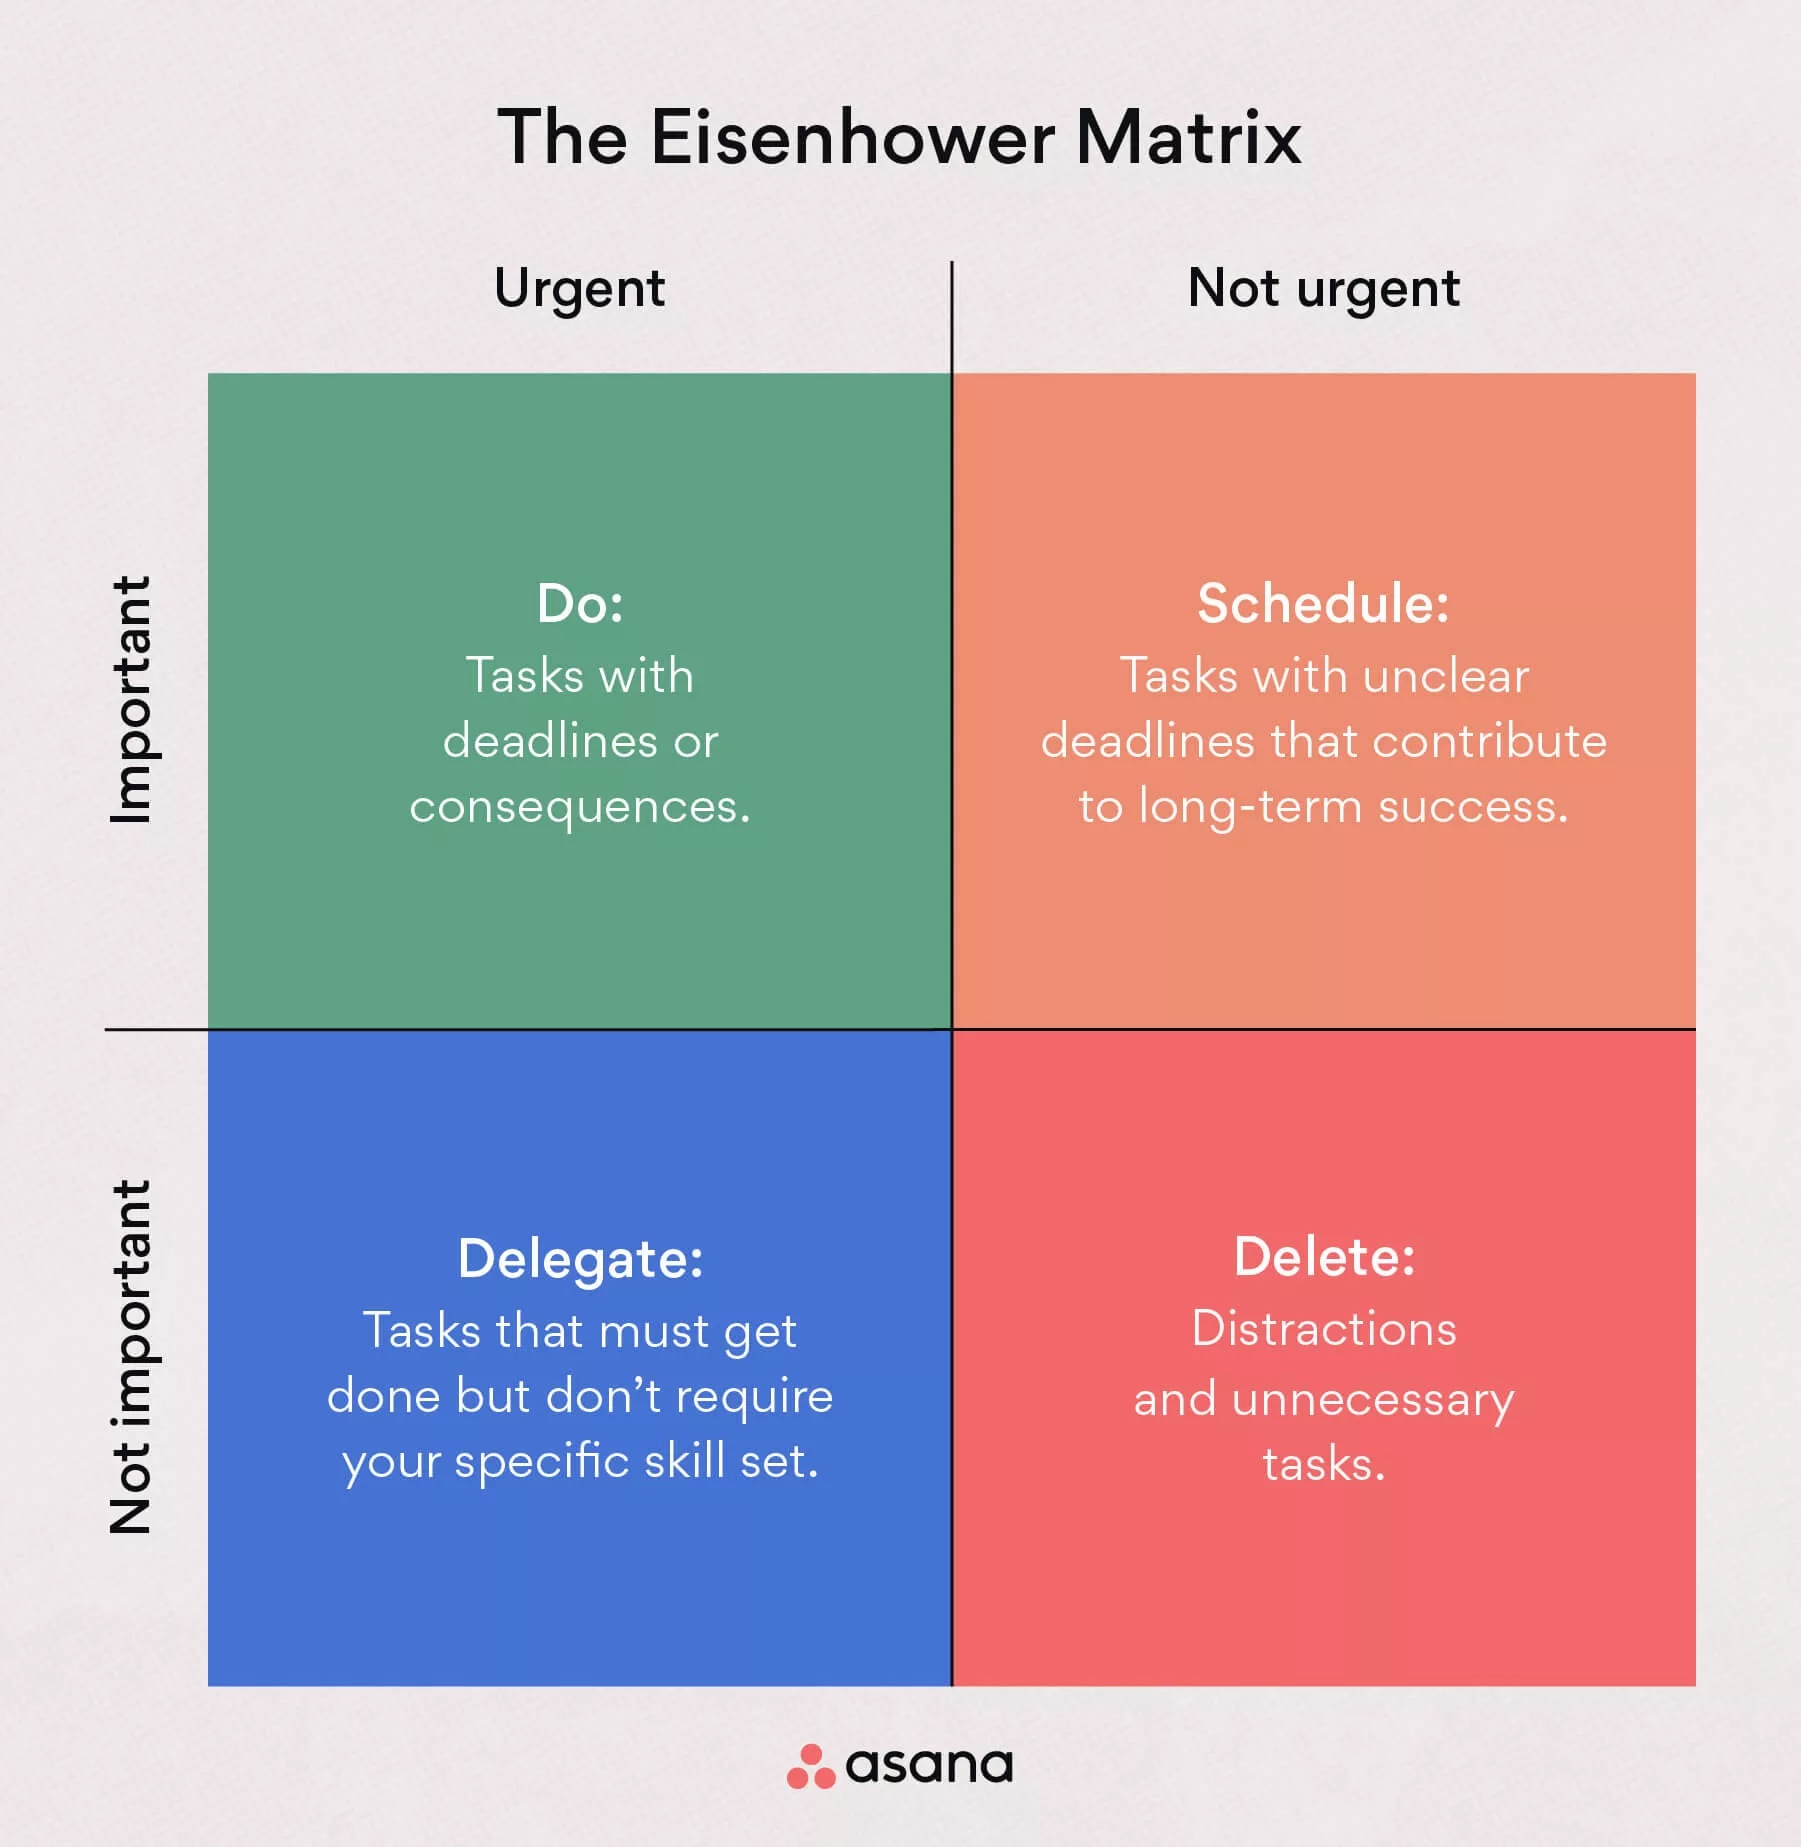 The Eisenhower Matrix
Urgent
Not urgent
Important
Do:
Tasks with
deadlines or
consequences.
Schedule:
Tasks with unclear
deadlines that contribute
to long-term success.
Not important
Delegate:
Tasks that must get
done but don’t require
your specific skill set.
Delete:
Distractions
and unnecessary
tasks.
asana